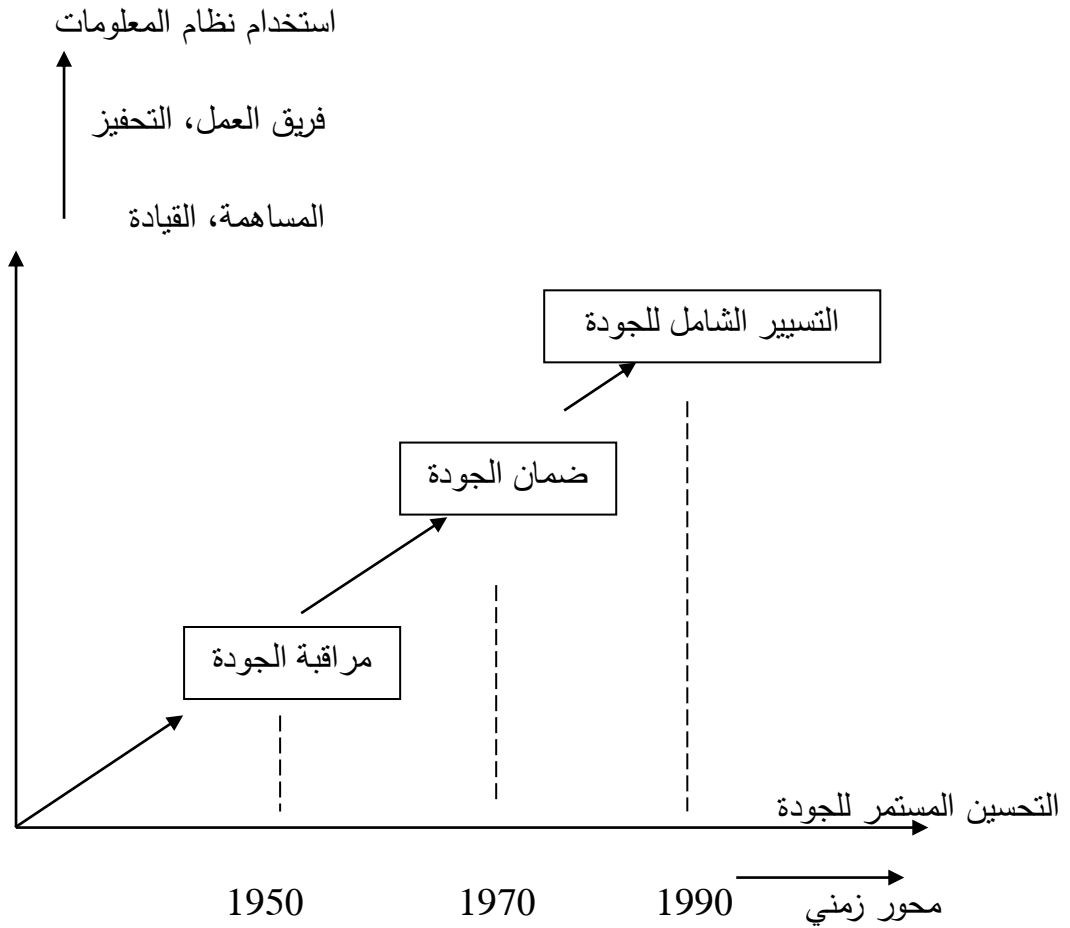 استخدام نظام المعلومات
فريق العمل، التحفيز
المساهمة، القيادة
التسيير الشامل للجودة
ضمان الجودة
مراقبة الجودة
التحسين المستمر للجودة
1950 1970 1990 محور زمني